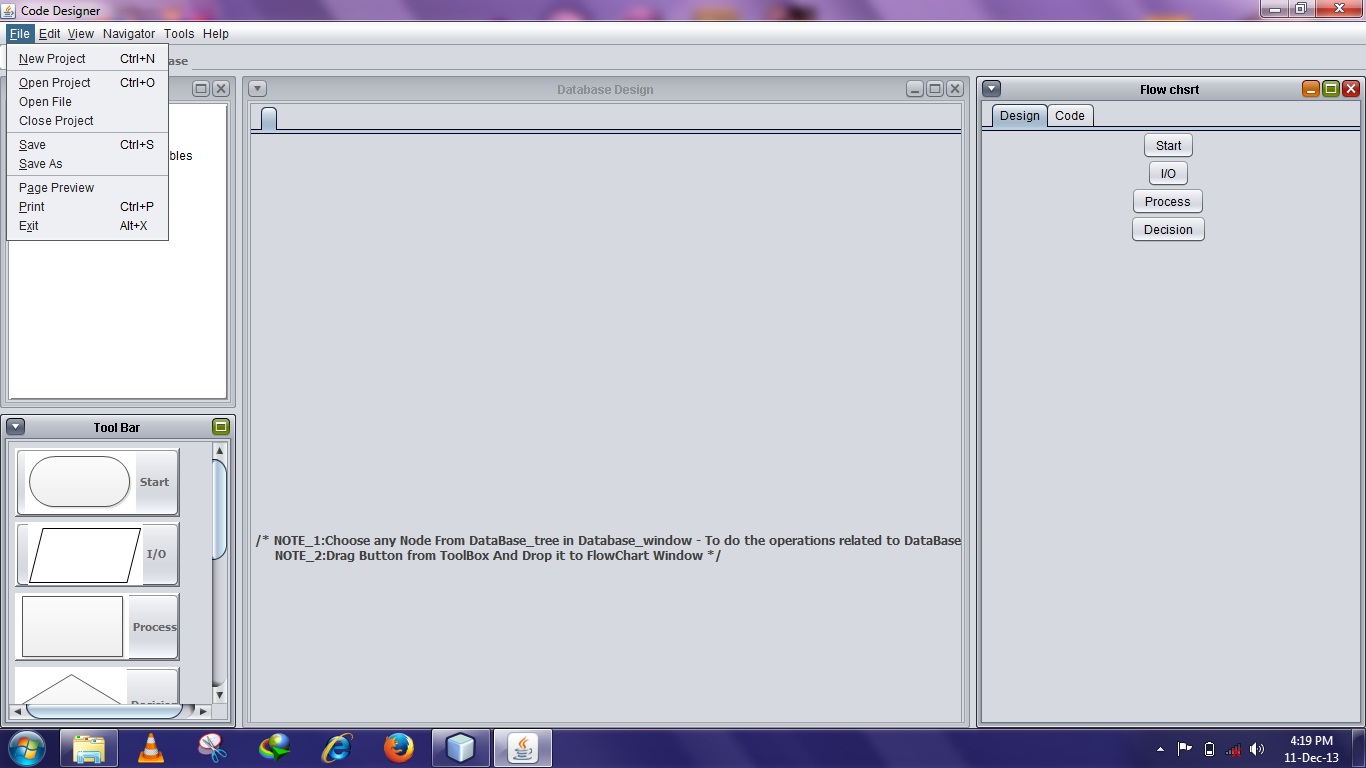 Code Designer
File Edit View Navigator Tools Help
New Project Ctrl+N
Open Project Ctrl+O
Open File
Close Project
Save Ctrl+S
Save As
Page Preview
Print Ctrl+P
Exit Alt+X
ase
bles
Tool Bar
Start
I/O
Process
Database Design
/* NOTE_1:Choose any Node From DataBase_tree in Database_window - To do the operations related to DataBase
NOTE_2:Drag Button from ToolBox And Drop it to FlowChart Window */
Flow chsrt
Design Code
Start
I/O
Process
Decision
4:19 PM
11-Dec-13